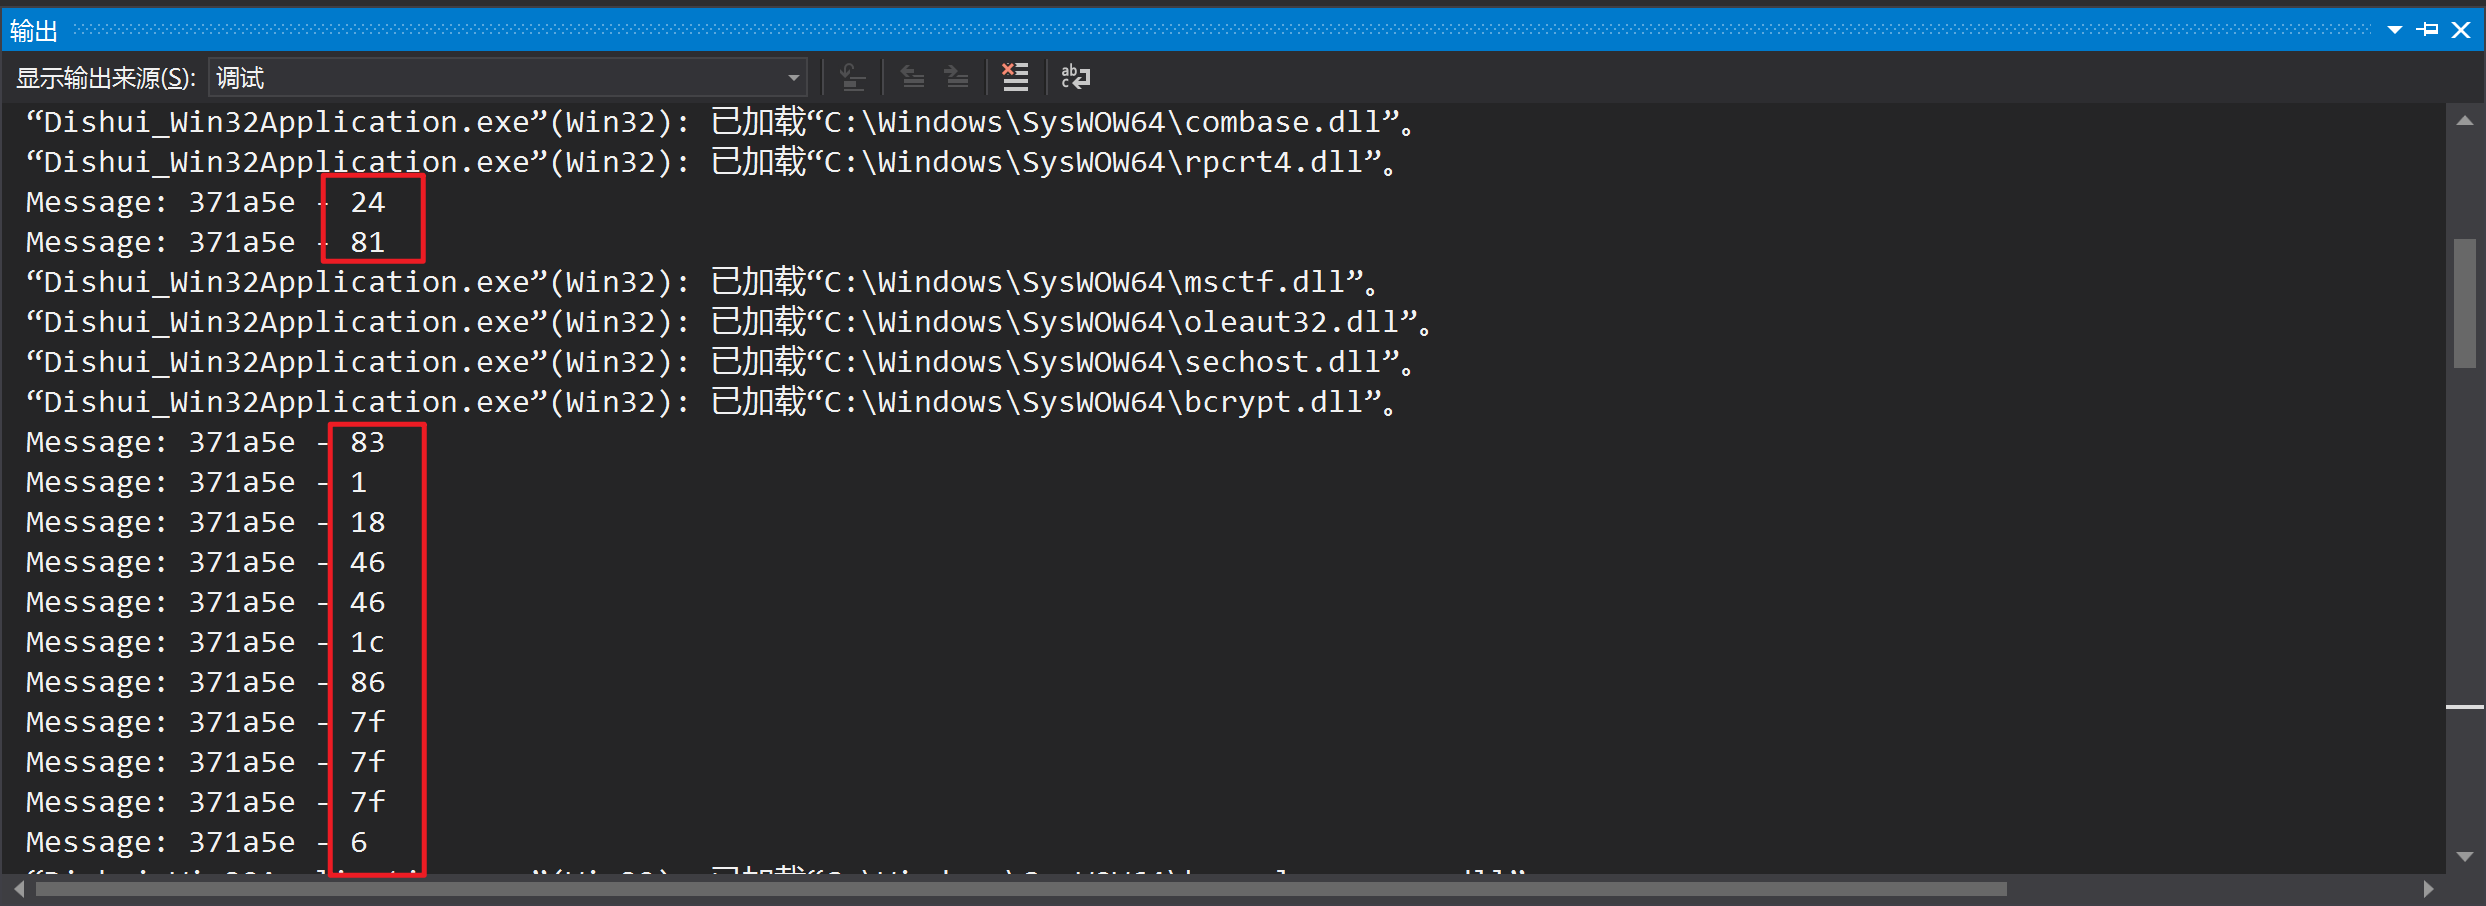 输出
显示输出来源(S): 调试
“Dishui_Win32Application.exe”(Win32): 已加载“C:\Windows\SysWOW64\combase.dll”。
“Dishui_Win32Application.exe”(Win32): 已加载“C:\Windows\SysWOW64\rpcrt4.dll”。
Message: 371a5e - 24
Message: 371a5e - 81
“Dishui_Win32Application.exe”(Win32): 已加载“C:\Windows\SysWOW64\msctf.dll”。
“Dishui_Win32Application.exe”(Win32): 已加载“C:\Windows\SysWOW64\oleaut32.dll”。
“Dishui_Win32Application.exe”(Win32): 已加载“C:\Windows\SysWOW64\sechost.dll”。
“Dishui_Win32Application.exe”(Win32): 已加载“C:\Windows\SysWOW64\bcrypt.dll”。
Message: 371a5e - 83
Message: 371a5e - 1
Message: 371a5e - 18
Message: 371a5e - 46
Message: 371a5e - 46
Message: 371a5e - 1c
Message: 371a5e - 86
Message: 371a5e - 7f
Message: 371a5e - 7f
Message: 371a5e - 7f
Message: 371a5e - 6